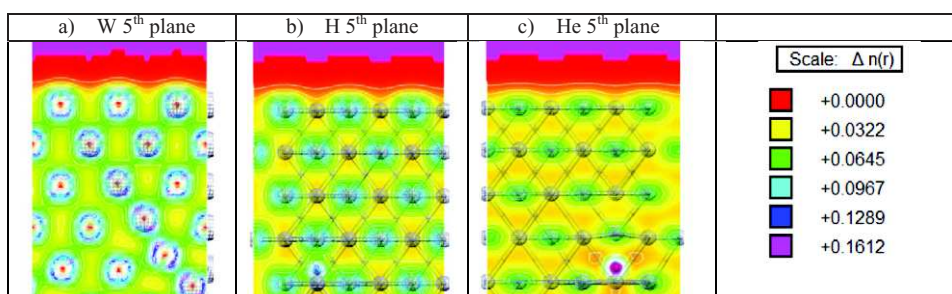 a) W 5th plane
b) H 5th plane
c) He 5th plane
Scale: Δ n(r)
+0.0000
+0.0322
+0.0645
+0.0967
+0.1289
+0.1612